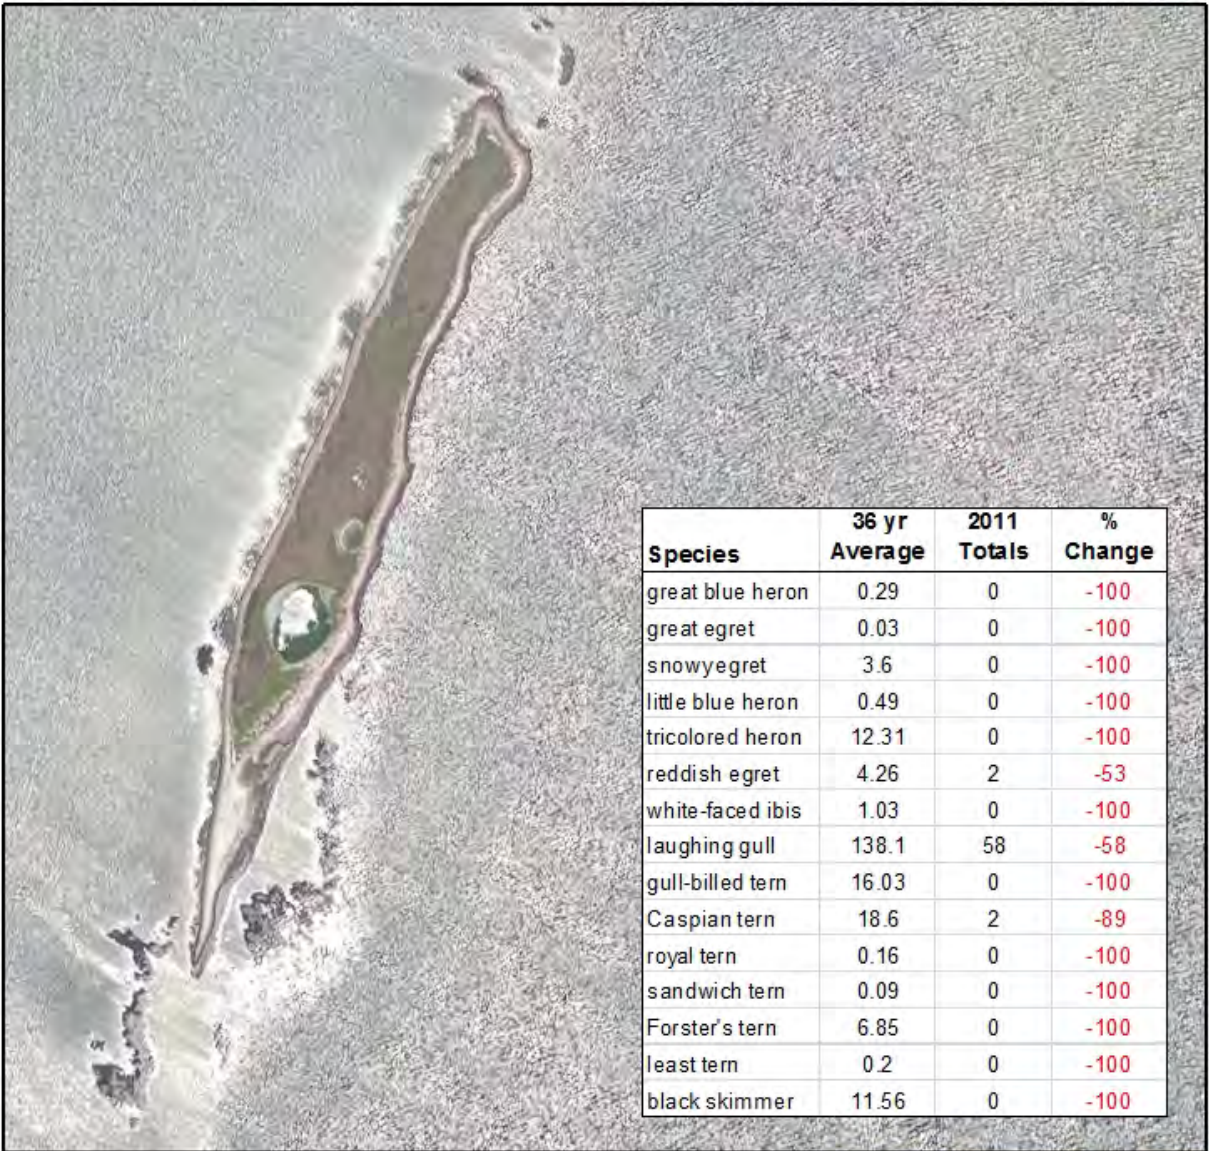 Species 36 yr Average 2011 Totals % Change
great blue heron 0.29 0 -100
great egret 0.03 0 -100
snowy egret 3.6 0 -100
little blue heron 0.49 0 -100
tricolored heron 12.31 0 -100
reddish egret 4.26 2 -53
white-faced ibis 1.03 0 -100
laughing gull 138.1 58 -58
gull-billed tern 16.03 0 -100
Caspian tern 18.6 2 -89
royal tern 0.16 0 -100
sandwich tern 0.09 0 -100
Forster's tern 6.85 0 -100
least tern 0.2 0 -100
black skimmer 11.56 0 -100